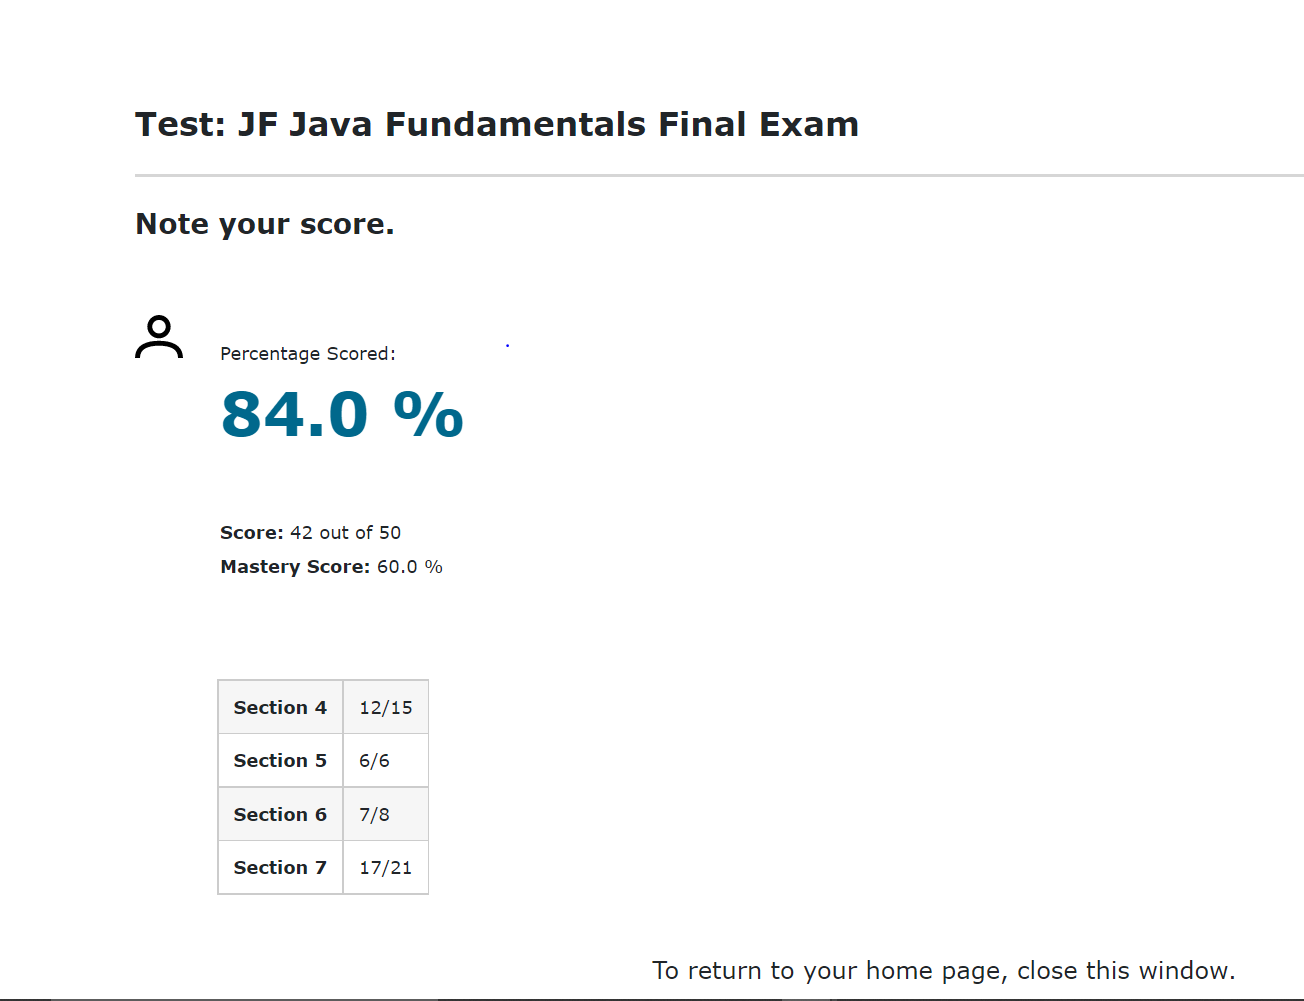 Test: JF Java Fundamentals Final Exam
Note your score.
Percentage Scored:
84.0 %
Score: 42 out of 50
Mastery Score: 60.0 %
Section 4 12/15
Section 5 6/6
Section 6 7/8
Section 7 17/21
To return to your home page, close this window.